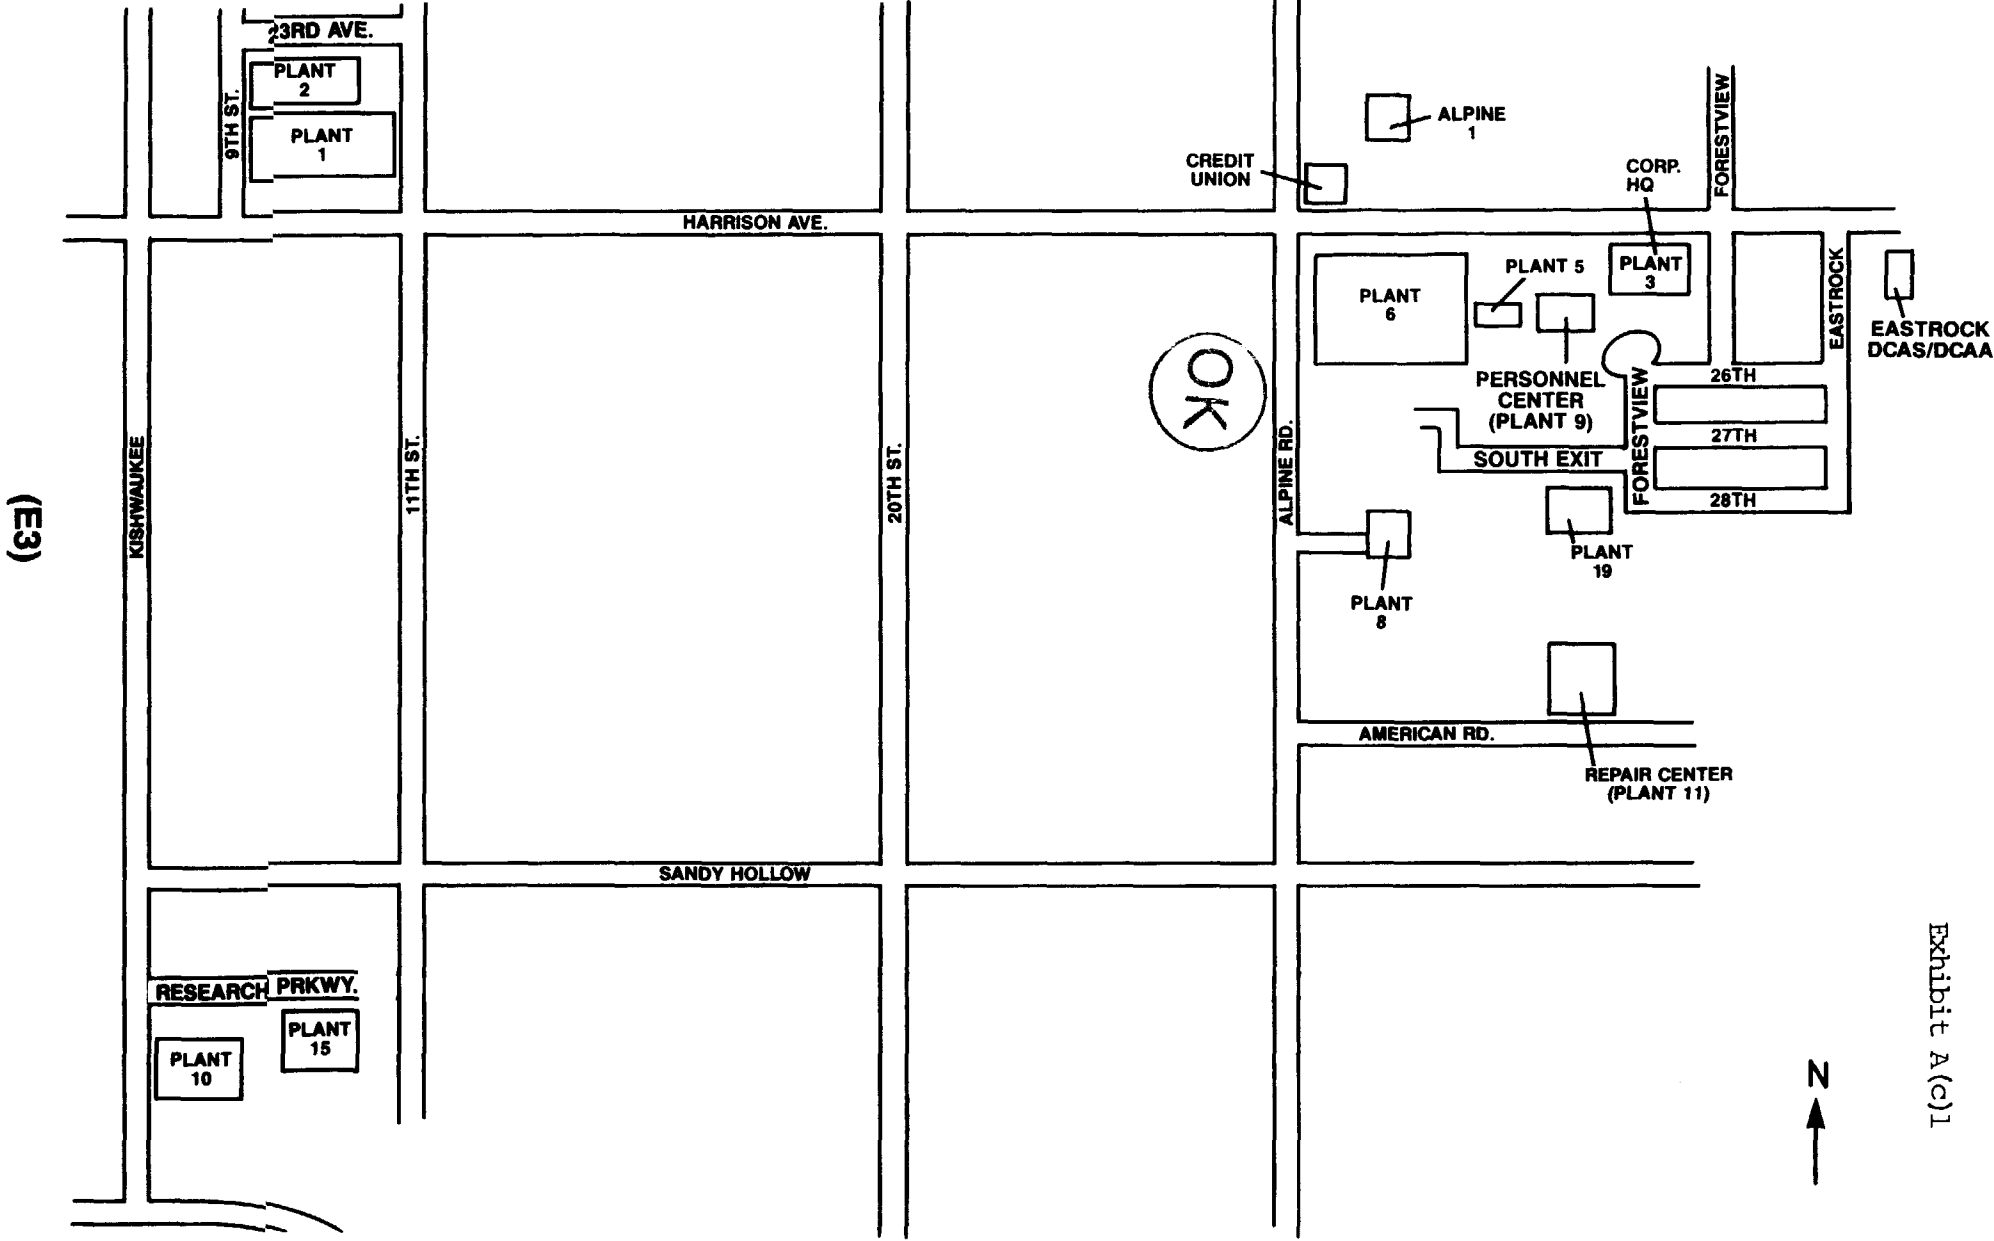 23RD AVE.
PLANT
2
9TH ST.
PLANT
1
ALPINE
1
CREDIT
UNION
CORP.
HQ
FORESTVIEW
HARRISON AVE.
PLANT 5
PLANT
3
PLANT
6
EASTROCK
EASTROCK
DCAS/DCAA
PERSONNEL
CENTER
(PLANT 9)
26TH
27TH
28TH
FORESTVIEW
SOUTH EXIT
OK
KISHWAUKEE
11TH ST.
20TH ST.
ALPINE RD.
PLANT
19
PLANT
8
AMERICAN RD.
REPAIR CENTER
(PLANT 11)
SANDY HOLLOW
RESEARCH PRKWY.
PLANT
15
PLANT
10
N
(E3)
Exhibit A(c)1